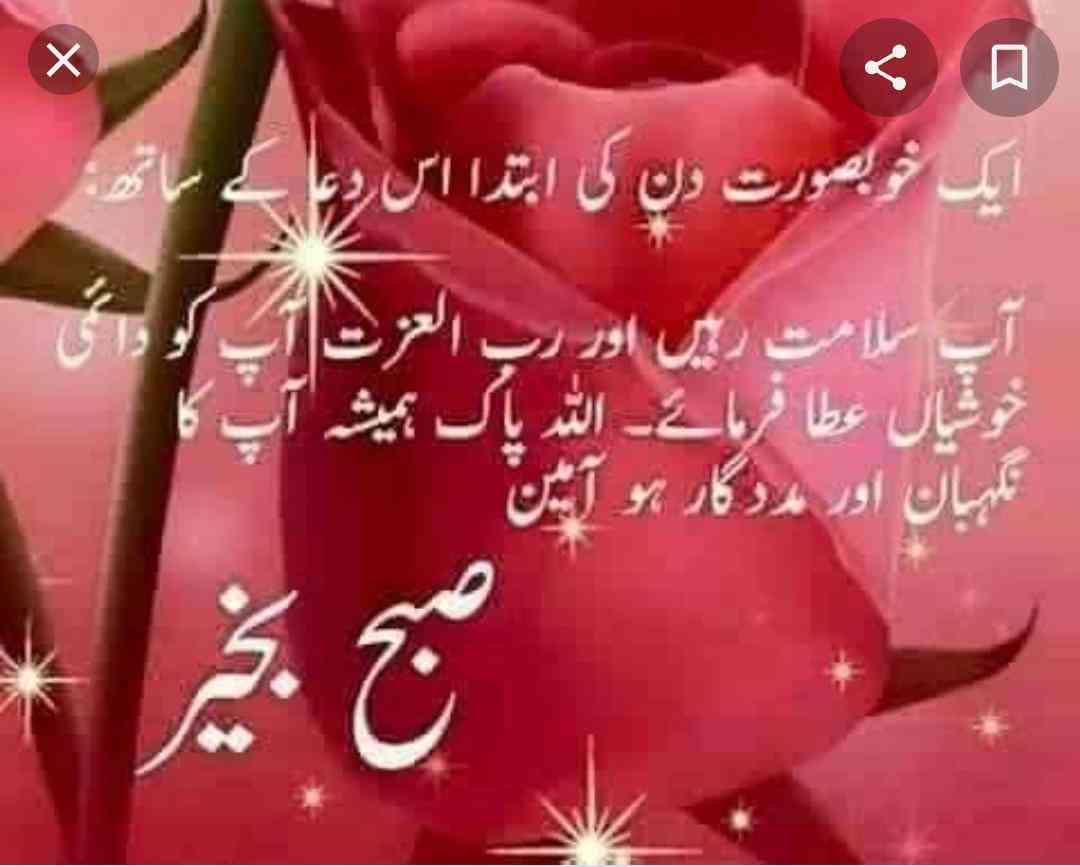 ایک خوبصورت دن کی ابتدا اس دعا کے ساتھ:
آپ سلامت رہیں اور رب العزت آپ کو دائمی
خوشیاں عطا فرمائے۔ اللہ پاک ہمیشہ آپ کا
نگہبان اور مددگار ہو آمین
صبح بخیر